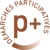 DÉMARCHES PARTICIPATIVES
p+